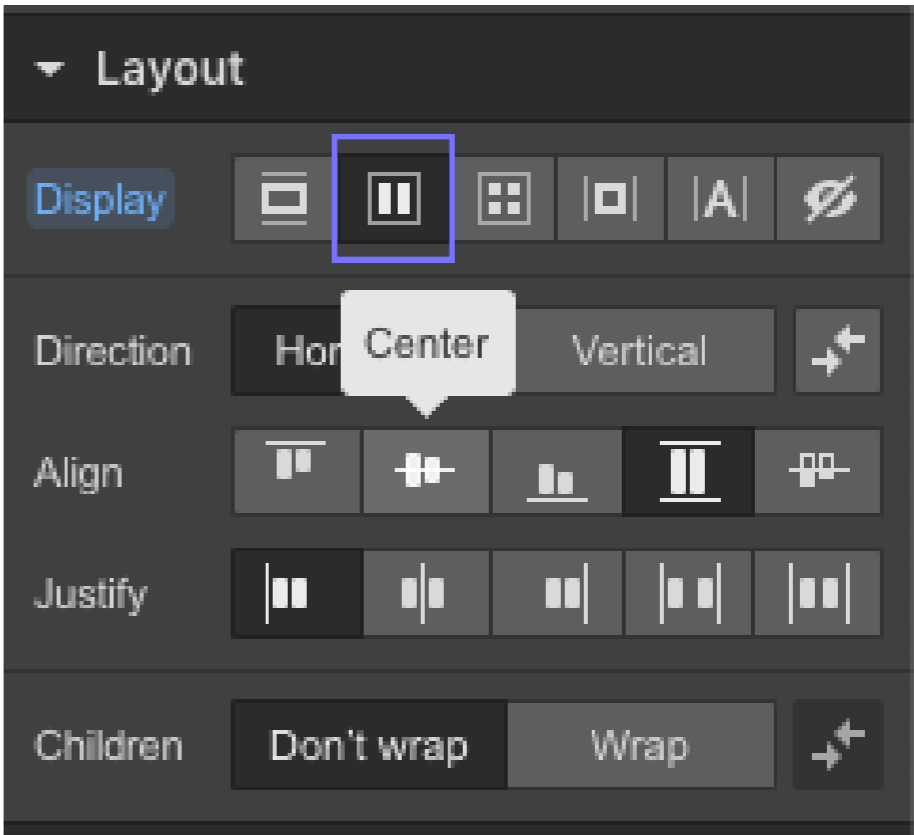 Layout
Display
A
Center
Direction Hor Vertical
Align
Justify
Children Don't wrap Wrap